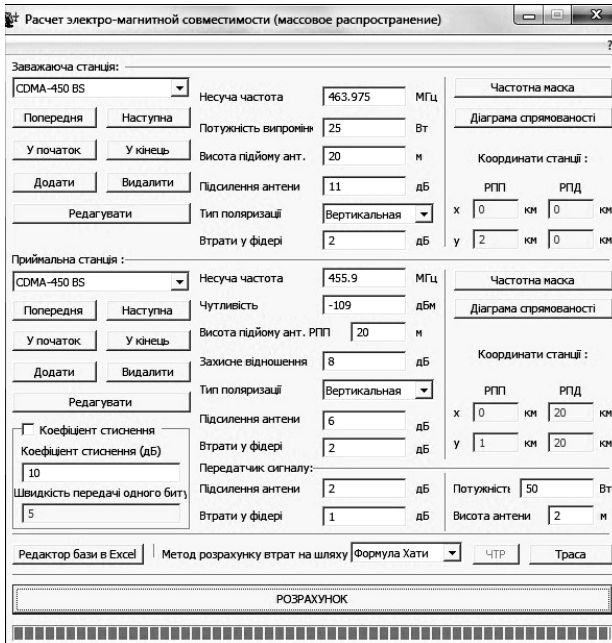 Расчет электро-магнитной совместимости (массовое распространение)
?
Заважаюча станція:
CDMA-450 BS
Попередня Наступна
У початок У кінець
Додати Видалити
Редагувати
Несуча частота 463.975 МГц
Потужність випромінн 25 Вт
Висота підйому ант. 20 м
Підсилення антени 11 дБ
Тип поляризації Вертикальная
Втрати у фідері 2 дБ
Частотна маска
Діаграма спрямованості
Координати станції :
РПП РПД
x 0 км 0 км
y 2 км 0 км
Приймальна станція :
CDMA-450 BS
Попередня Наступна
У початок У кінець
Додати Видалити
Редагувати
Коефіцієнт стиснення
Коефіцієнт стиснення (дБ)
10
Швидкість передачі одного биту
5
Несуча частота 455.9 МГц
Чутливість -109 дБм
Висота підйому ант. РПП 20 м
Захисне відношення 8 дБ
Тип поляризації Вертикальная
Підсилення антени 6 дБ
Втрати у фідері 2 дБ
Частотна маска
Діаграма спрямованості
Координати станції :
РПП РПД
x 0 км 20 км
y 1 км 20 км
Передатчик сигналу:
Підсилення антени 2 дБ
Втрати у фідері 1 дБ
Потужність 50 Вт
Висота антени 2 м
Редактор бази в Excel Метод розрахунку втрат на шляху Формула Хати ЧТР Траса
РОЗРАХУНОК